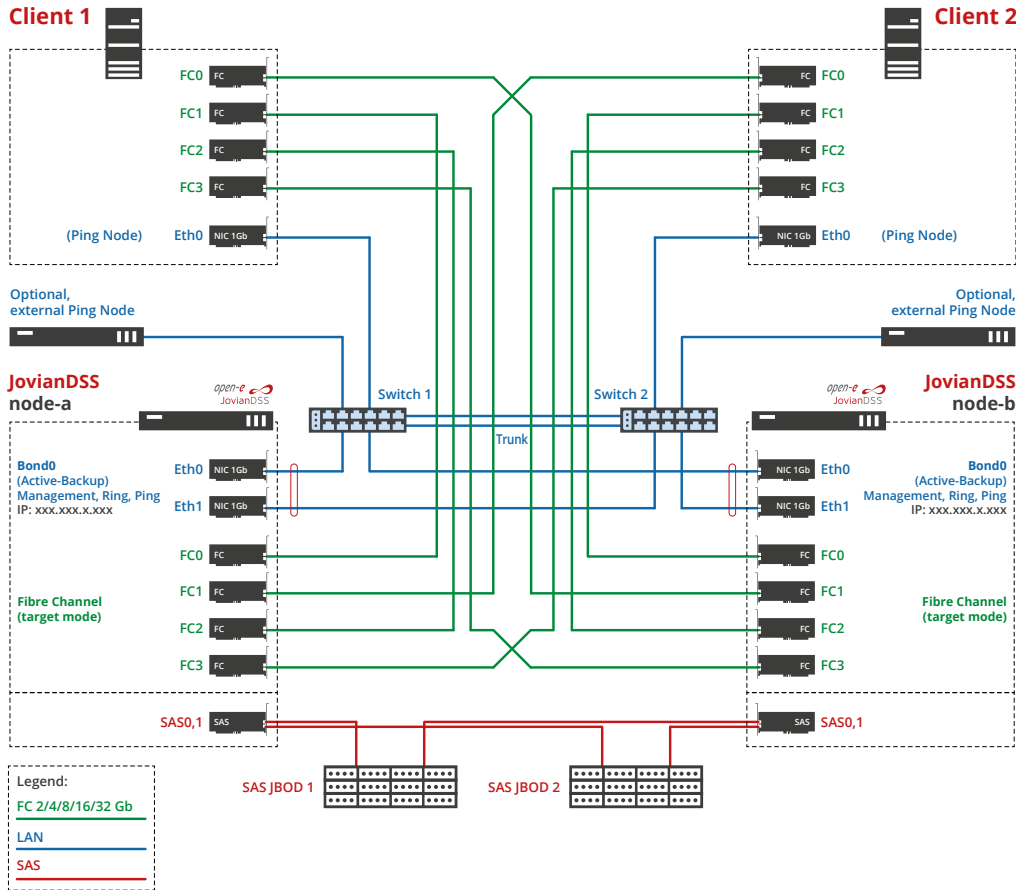 Client 1
Client 2
FC0
FC
FC
FC0
FC1
FC
FC
FC1
FC2
FC
FC
FC2
FC3
FC
FC
FC3
(Ping Node)
Eth0
NIC 1Gb
NIC 1Gb
Eth0
(Ping Node)
Optional,
external Ping Node
Optional,
external Ping Node
JovianDSS
node-a
open-e
JovianDSS
Switch 1
Switch 2
Trunk
open-e
JovianDSS
JovianDSS
node-b
Bond0
(Active-Backup)
Management, Ring, Ping
IP: xxx.xxx.x.xxx
Eth0
NIC 1Gb
Eth1
NIC 1Gb
NIC 1Gb
Eth0
NIC 1Gb
Eth1
Bond0
(Active-Backup)
Management, Ring, Ping
IP: xxx.xxx.x.xxx
FC0
FC
FC
FC0
FC1
FC
FC
FC1
Fibre Channel
(target mode)
Fibre Channel
(target mode)
FC2
FC
FC
FC2
FC3
FC
FC
FC3
SAS0,1
SAS
SAS
SAS0,1
SAS JBOD 1
SAS JBOD 2
Legend:
FC 2/4/8/16/32 Gb
LAN
SAS